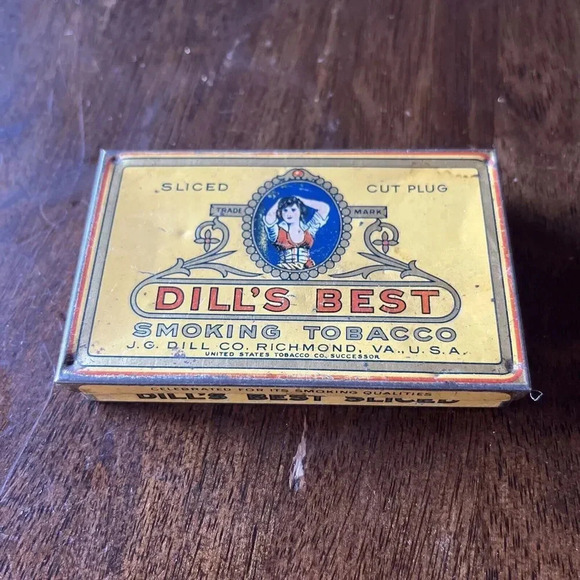 SLICED CUT PLUG
TRADE MARK
DILL'S BEST
SMOKING TOBACCO
J.G. DILL CO. RICHMOND, VA., U.S.A.
UNITED STATES TOBACCO CO. SUCCESSOR
CELEBRATED FOR ITS SMOKING QUALITIES
DILL'S BEST SLICED